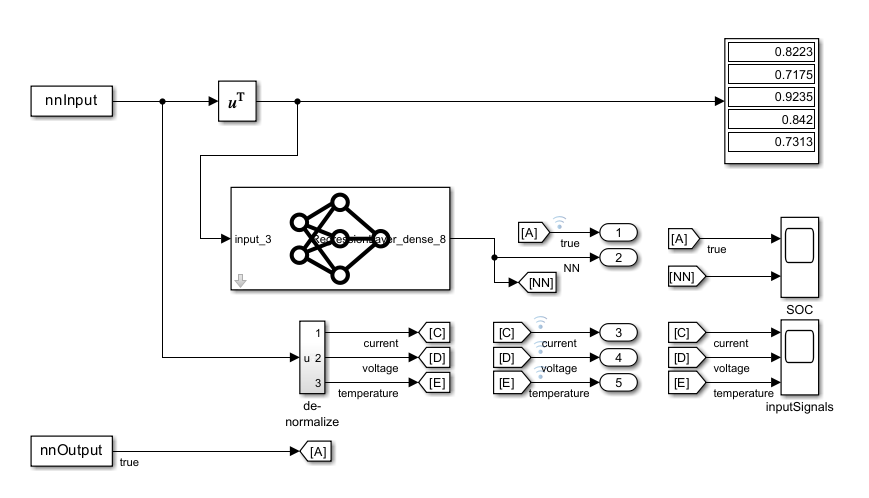 0.8223
0.7175
0.9235
0.842
0.7313
nnInput
uT
input_3
RegressionLayer_dense_8
[A]
true
1
NN
2
[NN]
[A]
true
[NN]
SOC
u
1
2
3
current
voltage
temperature
[C]
[D]
[E]
de-
normalize
[C]
current
3
[D]
voltage
4
[E]
temperature
5
[C]
current
[D]
voltage
[E]
temperature
inputSignals
nnOutput
true
[A]